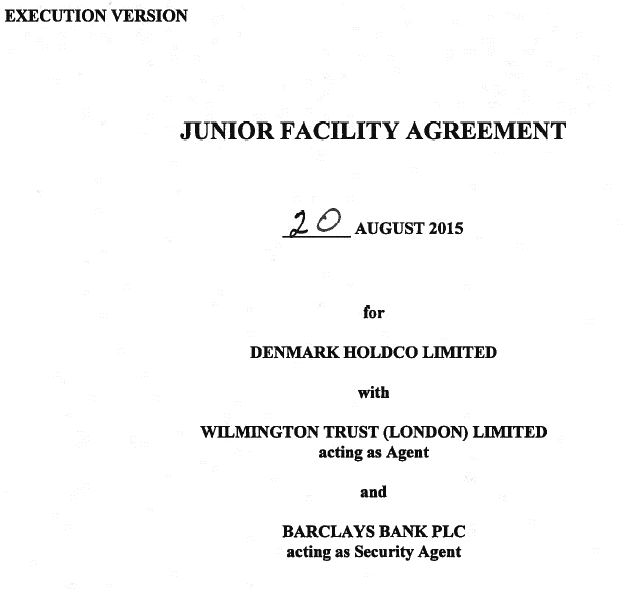 EXECUTION VERSION
JUNIOR FACILITY AGREEMENT
20 AUGUST 2015
for
DENMARK HOLDCO LIMITED
with
WILMINGTON TRUST (LONDON) LIMITED
acting as Agent
and
BARCLAYS BANK PLC
acting as Security Agent